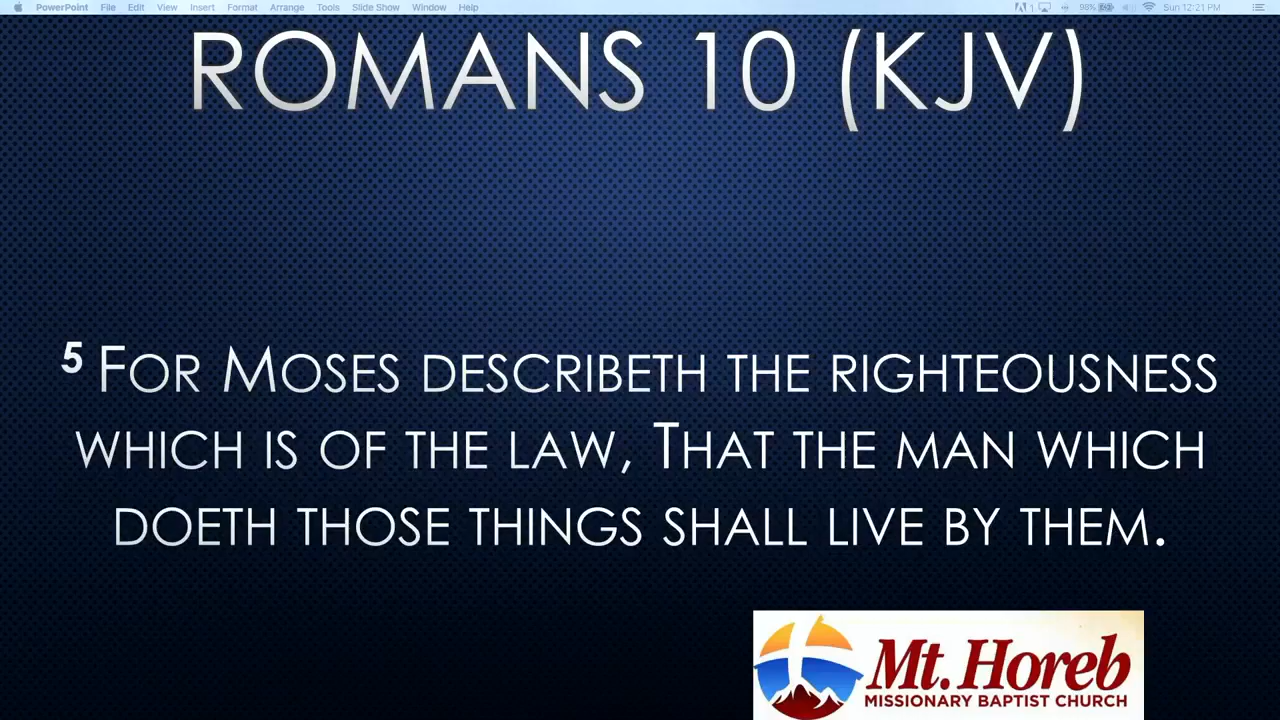 PowerPoint File Edit View Insert Format Arrange Tools Slide Show Window Help 98% Sun 12:21 PM
ROMANS 10 (KJV)
5 FOR MOSES DESCRIBETH THE RIGHTEOUSNESS
WHICH IS OF THE LAW, THAT THE MAN WHICH
DOETH THOSE THINGS SHALL LIVE BY THEM.
Mt. Horeb
MISSIONARY BAPTIST CHURCH